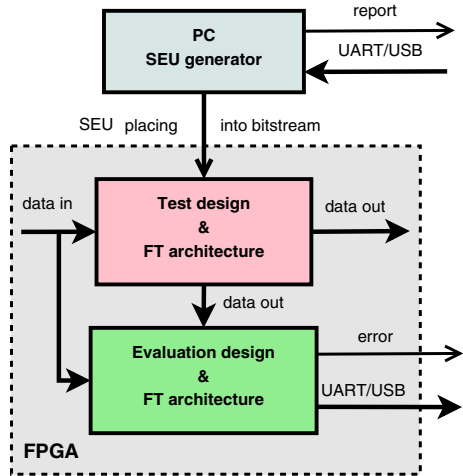 report
PC
SEU generator
UART/USB
SEU placing into bitstream
data in
Test design
&
FT architecture
data out
data out
Evaluation design
&
FT architecture
error
UART/USB
FPGA